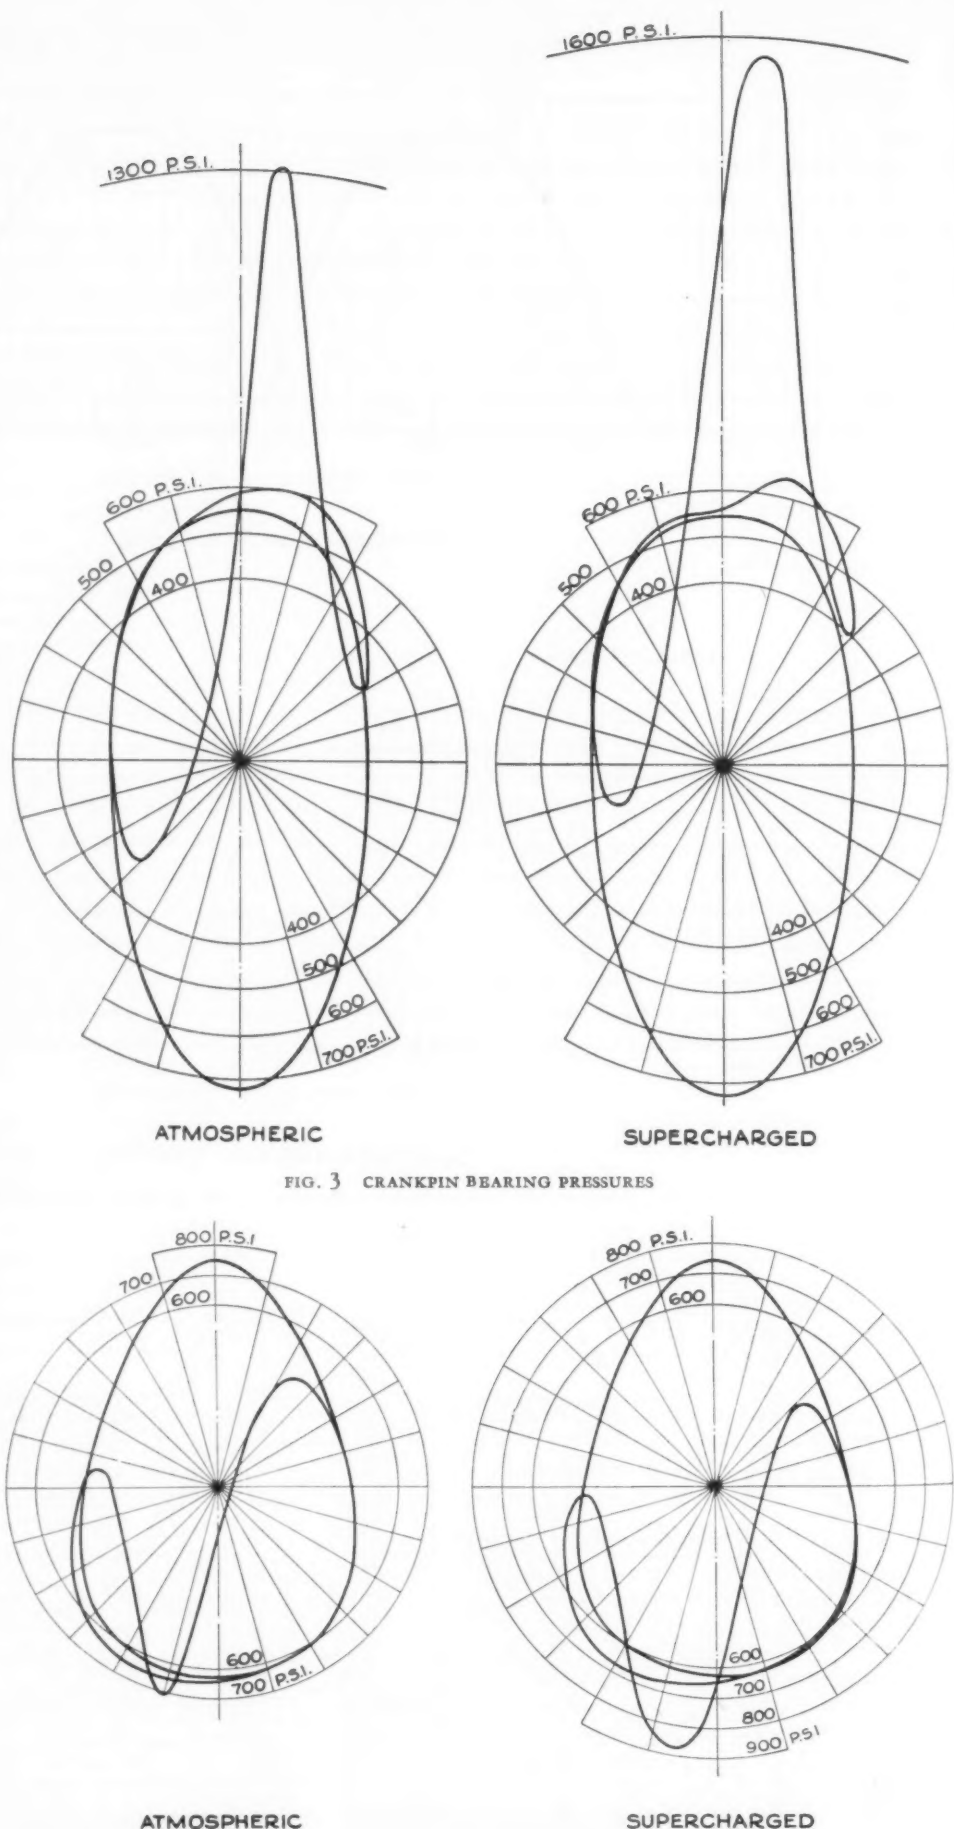 1300 P.S.I.
600 P.S.I.
500
400
400
500
600
700 P.S.I.
ATMOSPHERIC
1600 P.S.I.
600 P.S.I.
500
400
400
500
600
700 P.S.I.
SUPERCHARGED
FIG. 3 CRANKPIN BEARING PRESSURES
800 P.S.I
700
600
600
700 P.S.I.
ATMOSPHERIC
800 P.S.I.
700
600
600
700
800
900 P.S.I
SUPERCHARGED